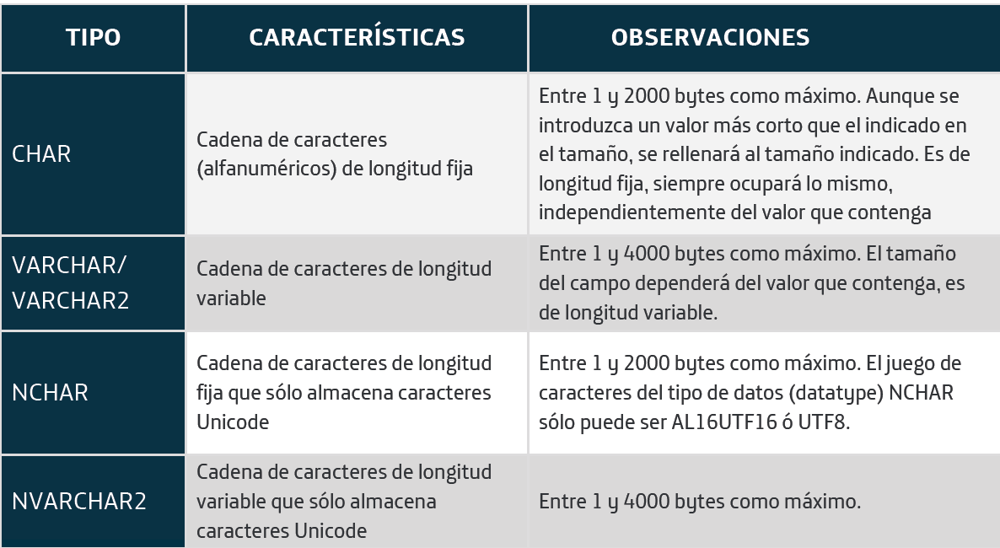 TIPO
CARACTERÍSTICAS
OBSERVACIONES
CHAR
Cadena de caracteres
(alfanuméricos) de longitud fija
Entre 1 y 2000 bytes como máximo. Aunque se
introduzca un valor más corto que el indicado en
el tamaño, se rellenará al tamaño indicado. Es de
longitud fija, siempre ocupará lo mismo,
independientemente del valor que contenga
VARCHAR/
VARCHAR2
Cadena de caracteres de longitud
variable
Entre 1 y 4000 bytes como máximo. El tamaño
del campo dependerá del valor que contenga, es
de longitud variable.
NCHAR
Cadena de caracteres de longitud
fija que sólo almacena caracteres
Unicode
Entre 1 y 2000 bytes como máximo. El juego de
caracteres del tipo de datos (datatype) NCHAR
sólo puede ser AL16UTF16 ó UTF8.
NVARCHAR2
Cadena de caracteres de longitud
variable que sólo almacena
caracteres Unicode
Entre 1 y 4000 bytes como máximo.